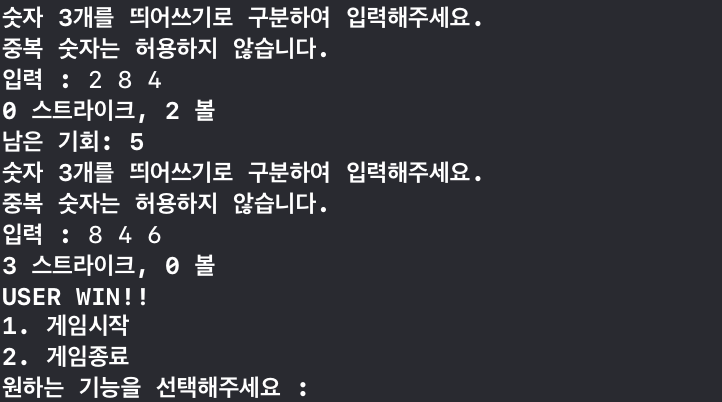 숫자 3개를 띄어쓰기로 구분하여 입력해주세요.
중복 숫자는 허용하지 않습니다.
입력 : 2 8 4
0 스트라이크, 2 볼
남은 기회: 5
숫자 3개를 띄어쓰기로 구분하여 입력해주세요.
중복 숫자는 허용하지 않습니다.
입력 : 8 4 6
3 스트라이크, 0 볼
USER WIN!!
1. 게임시작
2. 게임종료
원하는 기능을 선택해주세요 :